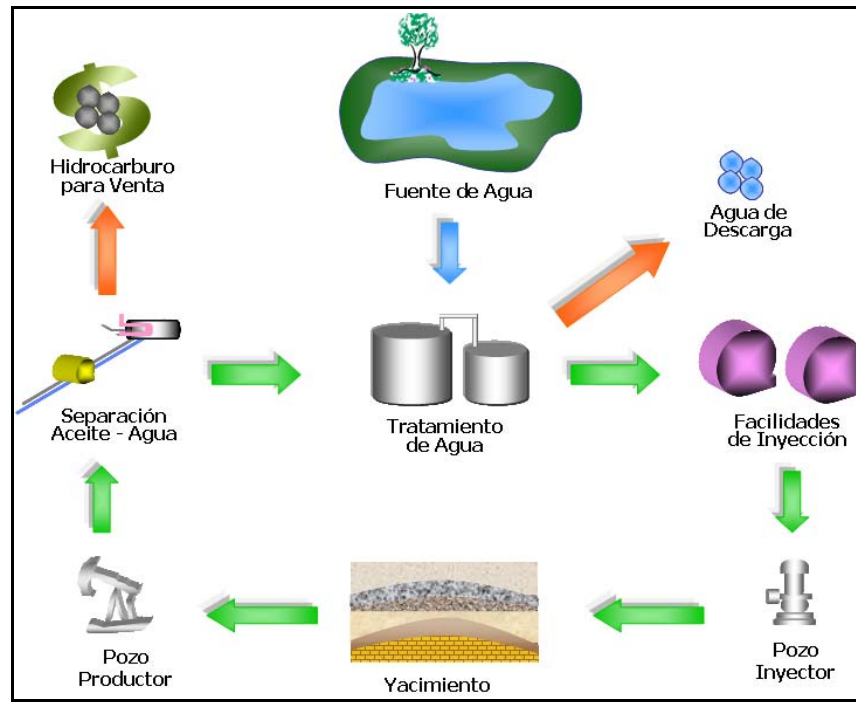 Hidrocarburo
para Venta
Fuente de Agua
Agua de
Descarga
Separación
Aceite - Agua
Tratamiento
de Agua
Facilidades
de Inyección
Pozo
Productor
Yacimiento
Pozo
Inyector